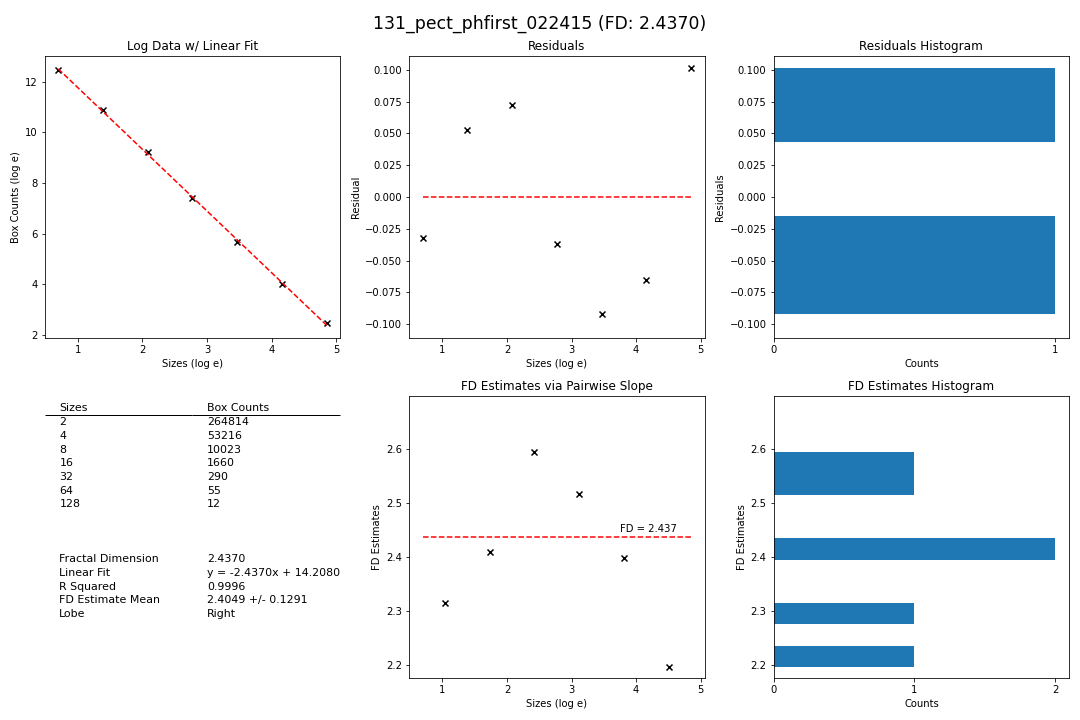 131_pect_phfirst_022415 (FD: 2.4370)
Log Data w/ Linear Fit
12
10
8
6
4
2
Box Counts (log e)
1 2 3 4 5
Sizes (log e)
Residuals
0.100
0.075
0.050
0.025
0.000
−0.025
−0.050
−0.075
−0.100
Residual
1 2 3 4 5
Sizes (log e)
Residuals Histogram
0.100
0.075
0.050
0.025
0.000
−0.025
−0.050
−0.075
−0.100
Residuals
0 1
Counts
Sizes Box Counts
2 264814
4 53216
8 10023
16 1660
32 290
64 55
128 12
Fractal Dimension 2.4370
Linear Fit y = -2.4370x + 14.2080
R Squared 0.9996
FD Estimate Mean 2.4049 +/- 0.1291
Lobe Right
FD Estimates via Pairwise Slope
2.6
2.5
2.4
2.3
2.2
FD Estimates
FD = 2.437
1 2 3 4 5
Sizes (log e)
FD Estimates Histogram
2.6
2.5
2.4
2.3
2.2
FD Estimates
0 1 2
Counts